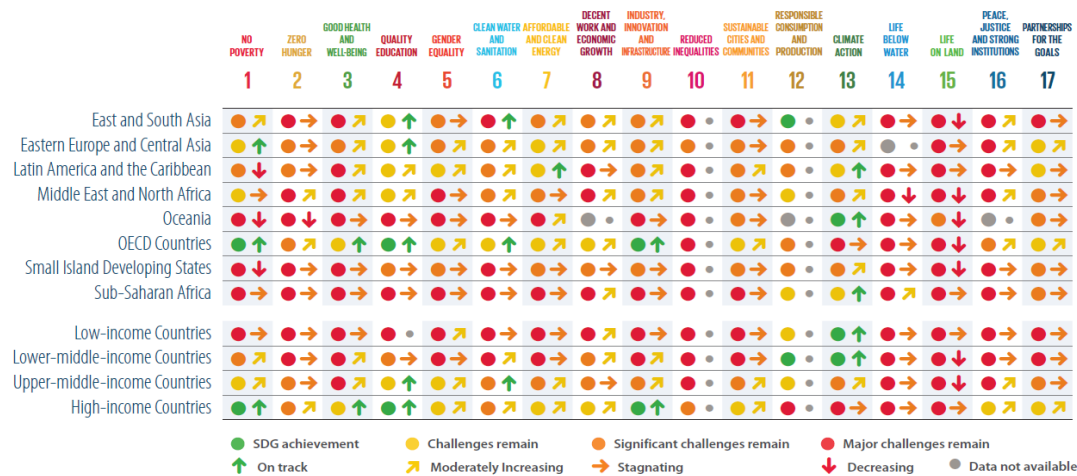 NO POVERTY
ZERO HUNGER
GOOD HEALTH AND WELL-BEING
QUALITY EDUCATION
GENDER EQUALITY
CLEAN WATER AND SANITATION
AFFORDABLE AND CLEAN ENERGY
DECENT WORK AND ECONOMIC GROWTH
INDUSTRY, INNOVATION AND INFRASTRUCTURE
REDUCED INEQUALITIES
SUSTAINABLE CITIES AND COMMUNITIES
RESPONSIBLE CONSUMPTION AND PRODUCTION
CLIMATE ACTION
LIFE BELOW WATER
LIFE ON LAND
PEACE, JUSTICE AND STRONG INSTITUTIONS
PARTNERSHIPS FOR THE GOALS
1 2 3 4 5 6 7 8 9 10 11 12 13 14 15 16 17
East and South Asia
Eastern Europe and Central Asia
Latin America and the Caribbean
Middle East and North Africa
Oceania
OECD Countries
Small Island Developing States
Sub-Saharan Africa
Low-income Countries
Lower-middle-income Countries
Upper-middle-income Countries
High-income Countries
SDG achievement Challenges remain Significant challenges remain Major challenges remain
On track Moderately Increasing Stagnating Decreasing Data not available